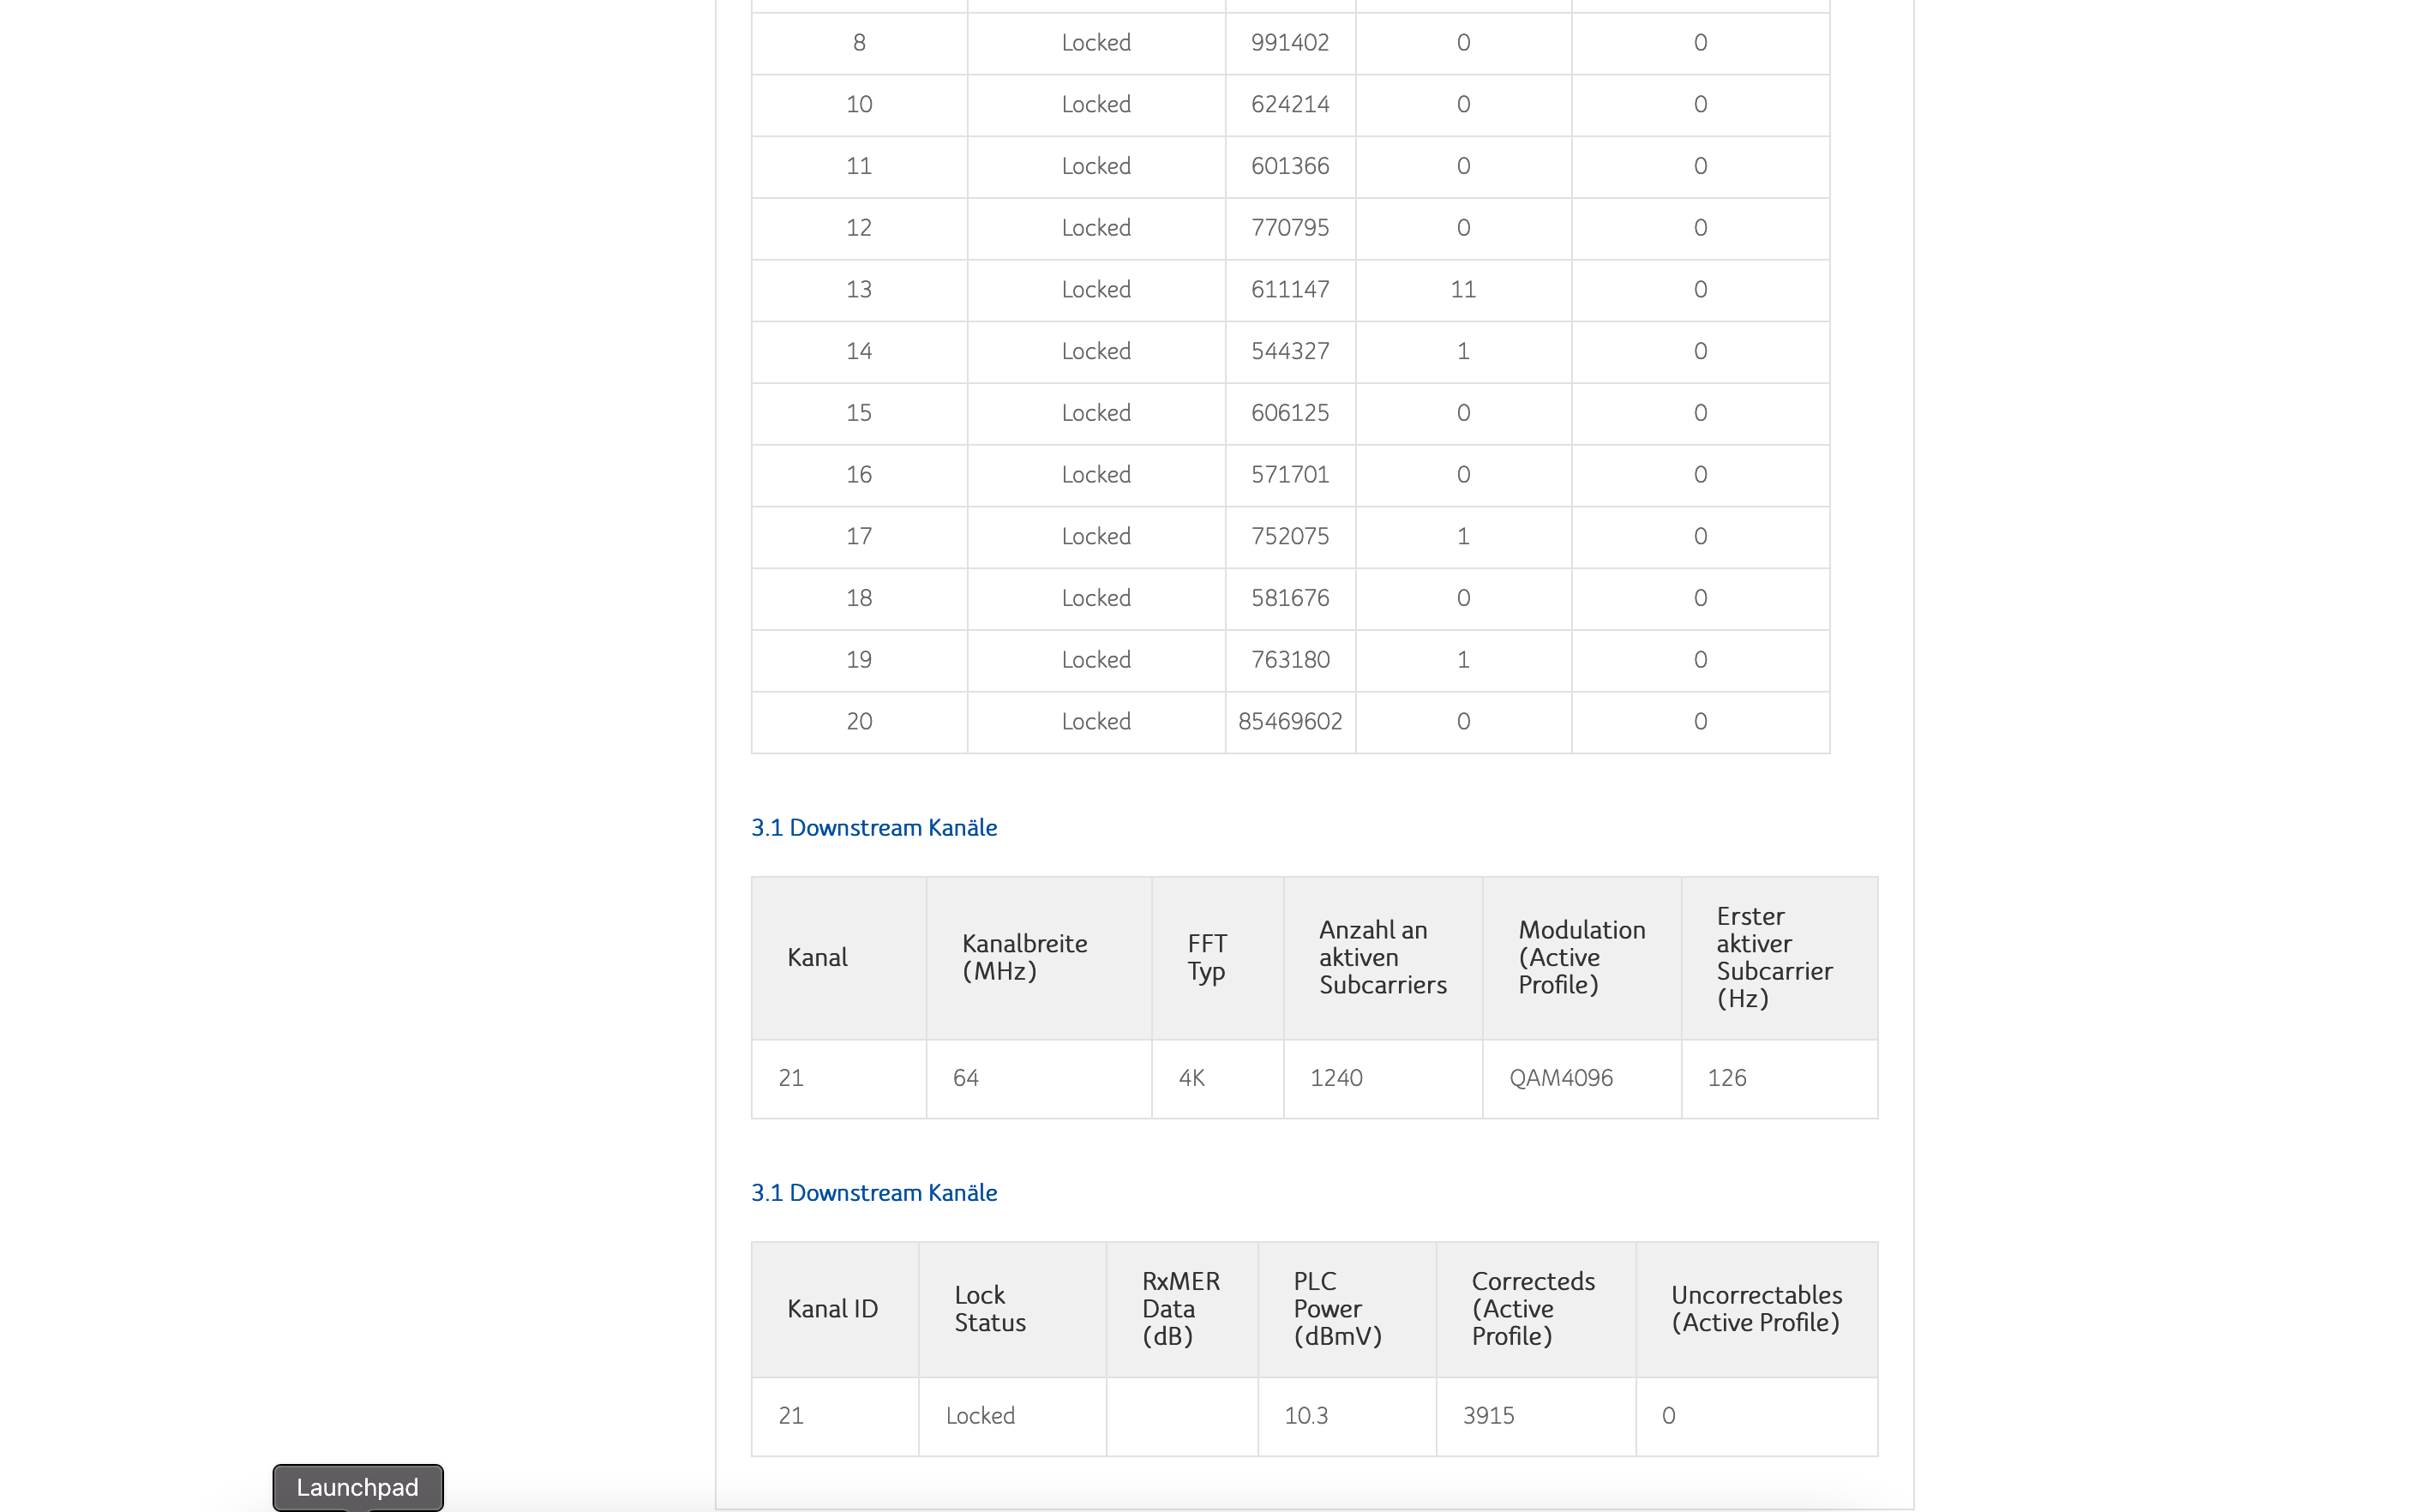 8 Locked 991402 0 0
10 Locked 624214 0 0
11 Locked 601366 0 0
12 Locked 770795 0 0
13 Locked 611147 11 0
14 Locked 544327 1 0
15 Locked 606125 0 0
16 Locked 571701 0 0
17 Locked 752075 1 0
18 Locked 581676 0 0
19 Locked 763180 1 0
20 Locked 85469602 0 0
3.1 Downstream Kanäle
Kanal
Kanalbreite
(MHz)
FFT
Typ
Anzahl an
aktiven
Subcarriers
Modulation
(Active
Profile)
Erster
aktiver
Subcarrier
(Hz)
21 64 4K 1240 QAM4096 126
3.1 Downstream Kanäle
Kanal ID
Lock
Status
RxMER
Data
(dB)
PLC
Power
(dBmV)
Correcteds
(Active
Profile)
Uncorrectables
(Active Profile)
21 Locked 10.3 3915 0
Launchpad